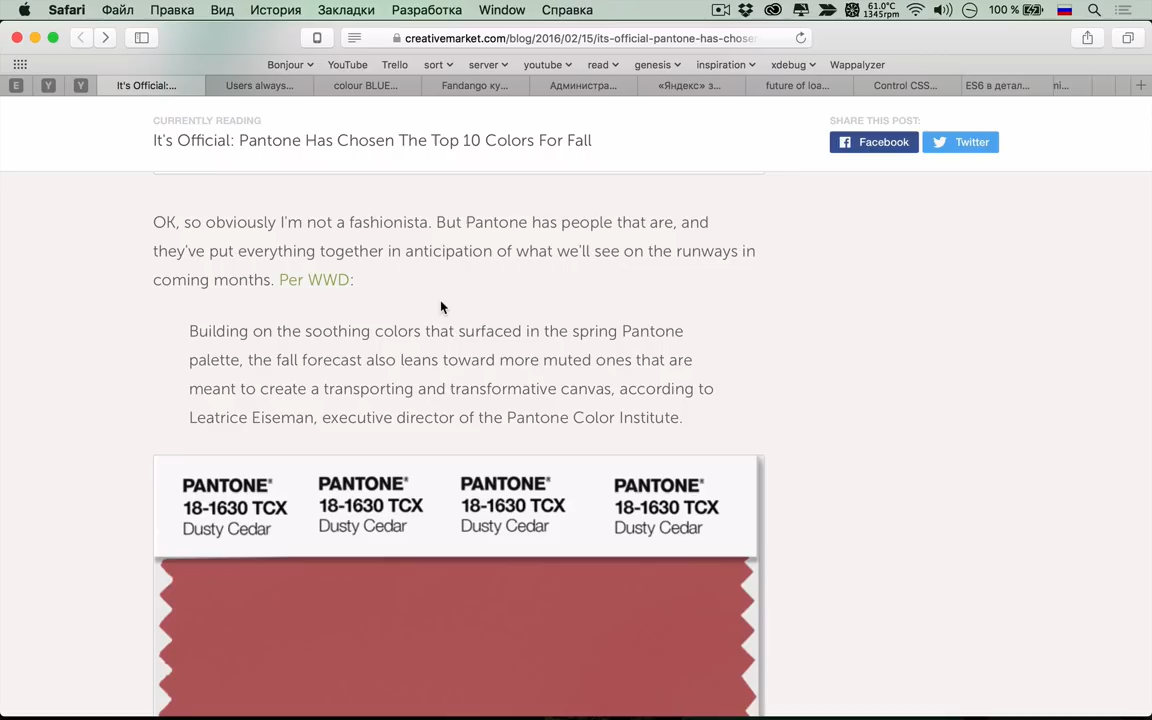 Safari Файл Правка Вид История Закладки Разработка Window Справка 61.0°C 1345rpm 100 %
creativemarket.com/blog/2016/02/15/its-official-pantone-has-chose
Bonjour YouTube Trello sort server youtube read genesis inspiration xdebug Wappalyzer
E Y Y It's Official:... Users always... colour BLUE... Fandango ку... Администра... «Яндекс» з... future of loa... Control CSS... ES6 в детал... ni...
CURRENTLY READING
It's Official: Pantone Has Chosen The Top 10 Colors For Fall
SHARE THIS POST:
Facebook Twitter
OK, so obviously I'm not a fashionista. But Pantone has people that are, and
they've put everything together in anticipation of what we'll see on the runways in
coming months. Per WWD:
Building on the soothing colors that surfaced in the spring Pantone
palette, the fall forecast also leans toward more muted ones that are
meant to create a transporting and transformative canvas, according to
Leatrice Eiseman, executive director of the Pantone Color Institute.
PANTONE® PANTONE® PANTONE® PANTONE®
18-1630 TCX 18-1630 TCX 18-1630 TCX 18-1630 TCX
Dusty Cedar Dusty Cedar Dusty Cedar Dusty Cedar